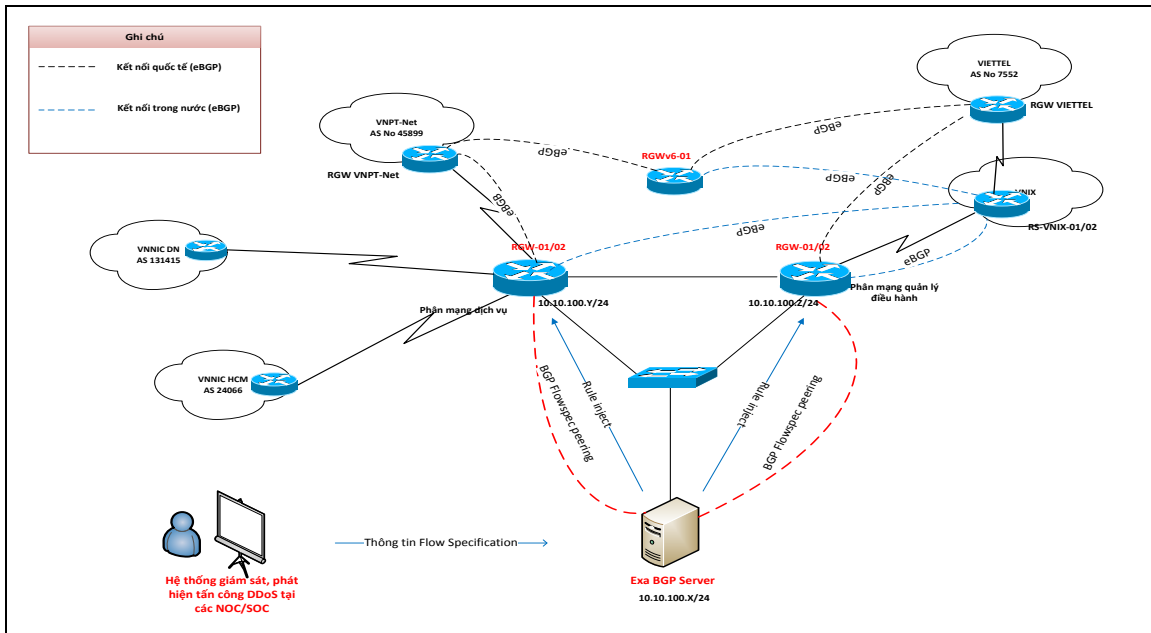 Ghi chú
Kết nối quốc tế (eBGP)
Kết nối trong nước (eBGP)
VIETTEL
AS No 7552
RGW VIETTEL
VNPT-Net
AS No 45899
RGW VNPT-Net
eBGP
eBGP
RGWv6-01
eBGP
eBGP
VNIX
RS-VNIX-01/02
eBGB
eBGP
eBGP
VNNIC DN
AS 131415
RGW-01/02
RGW-01/02
Phân mạng dịch vụ
10.10.100.Y/24
10.10.100.Z/24
Phân mạng quản lý
điều hành
VNNIC HCM
AS 24066
BGP Flowspec peering
Rule inject
Rule inject
BGP Flowspec peering
Thông tin Flow Specification
Hệ thống giám sát, phát
hiện tấn công DDoS tại
các NOC/SOC
Exa BGP Server
10.10.100.X/24